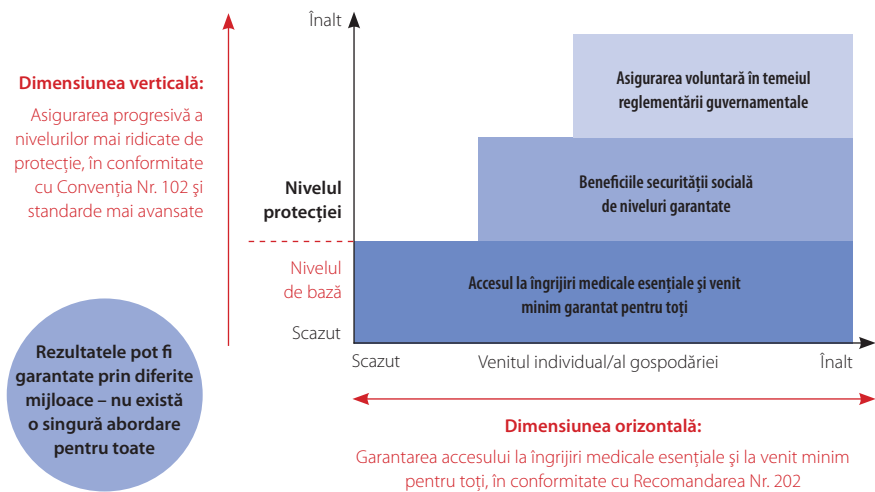 Dimensiunea verticală:
Asigurarea progresivă a
nivelurilor mai ridicate de
protecție, în conformitate
cu Convenția Nr. 102 şi
standarde mai avansate
Rezultatele pot fi
garantate prin diferite
mijloace – nu există
o singură abordare
pentru toate
Înalt
Nivelul
protecției
Nivelul
de bază
Scazut
Asigurarea voluntară în temeiul
reglementării guvernamentale
Beneficiile securității socială
de niveluri garantate
Accesul la îngrijiri medicale esențiale şi venit
minim garantat pentru toți
Scazut
Venitul individual/al gospodăriei
Înalt
Dimensiunea orizontală:
Garantarea accesului la îngrijiri medicale esențiale şi la venit minim
pentru toți, în conformitate cu Recomandarea Nr. 202